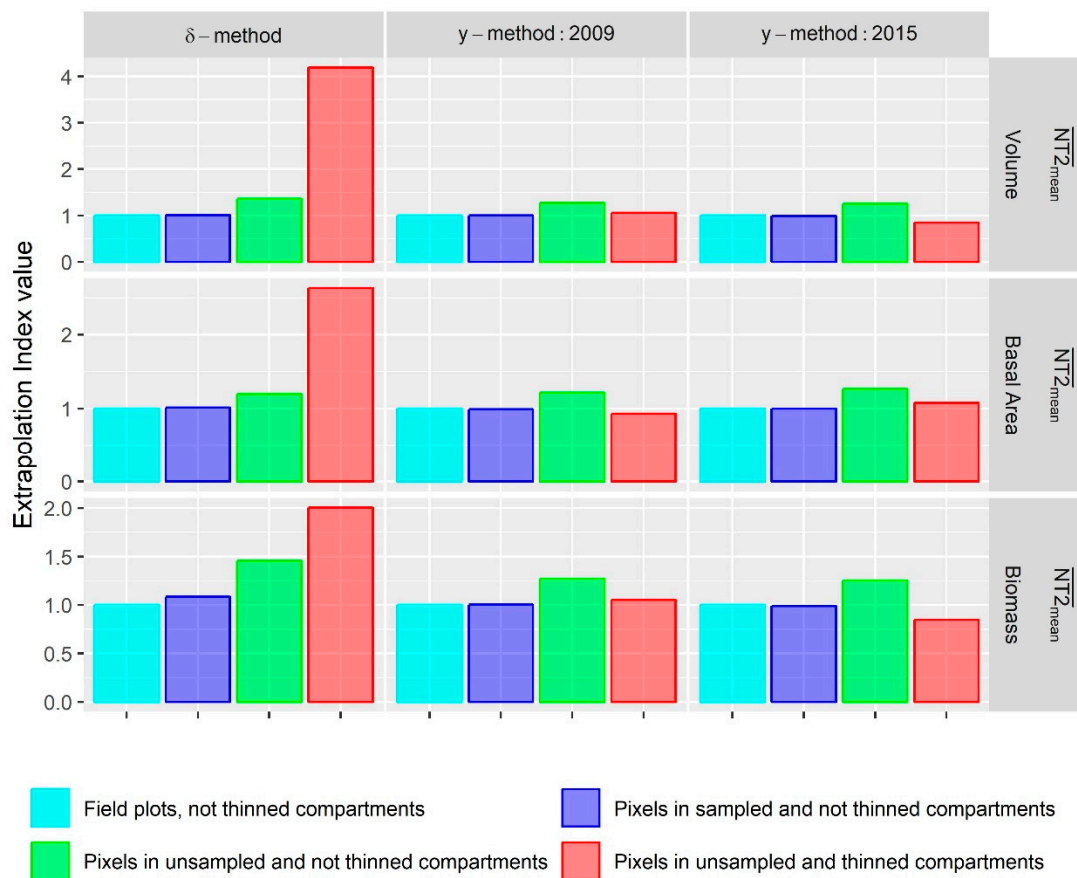 δ – method
y – method : 2009
y – method : 2015
Extrapolation Index value
4
3
2
1
0
NT2mean
Volume
2
1
0
NT2mean
Basal Area
2.0
1.5
1.0
0.5
0.0
NT2mean
Biomass
Field plots, not thinned compartments
Pixels in sampled and not thinned compartments
Pixels in unsampled and not thinned compartments
Pixels in unsampled and thinned compartments